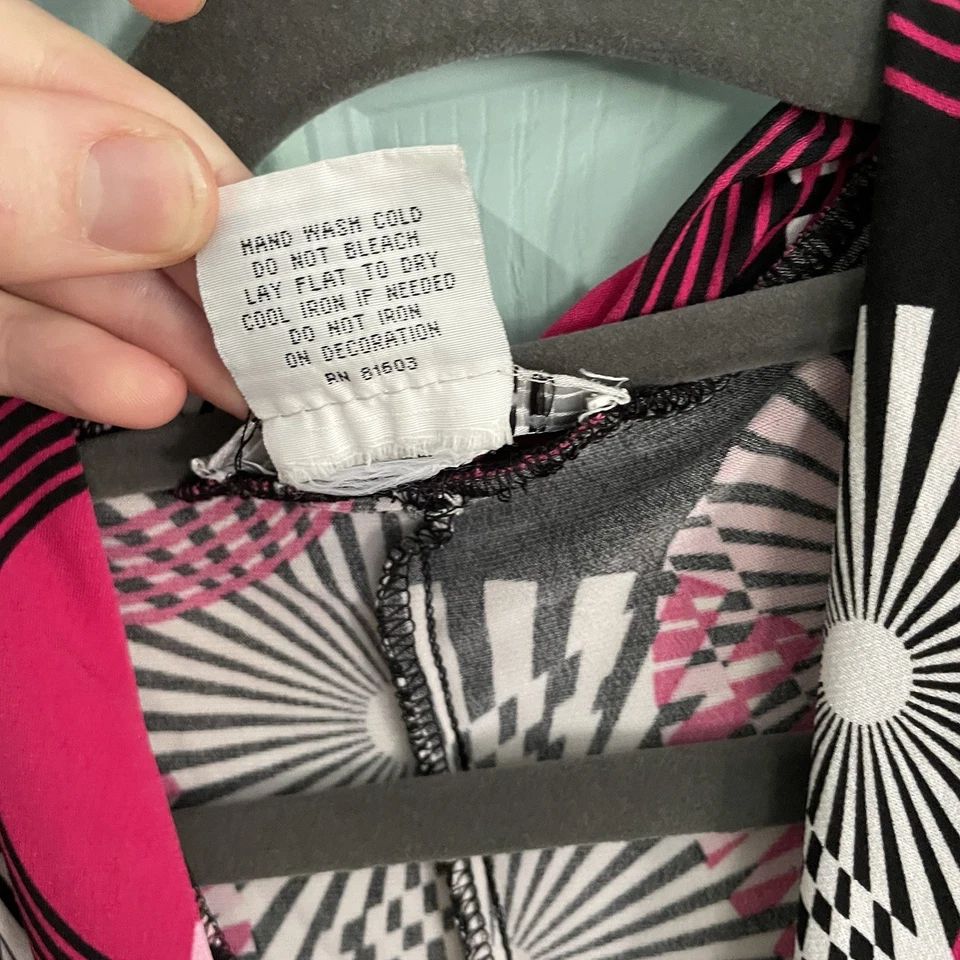 HAND WASH COLD
DO NOT BLEACH
LAY FLAT TO DRY
COOL IRON IF NEEDED
DO NOT IRON
ON DECORATION
RN 81603